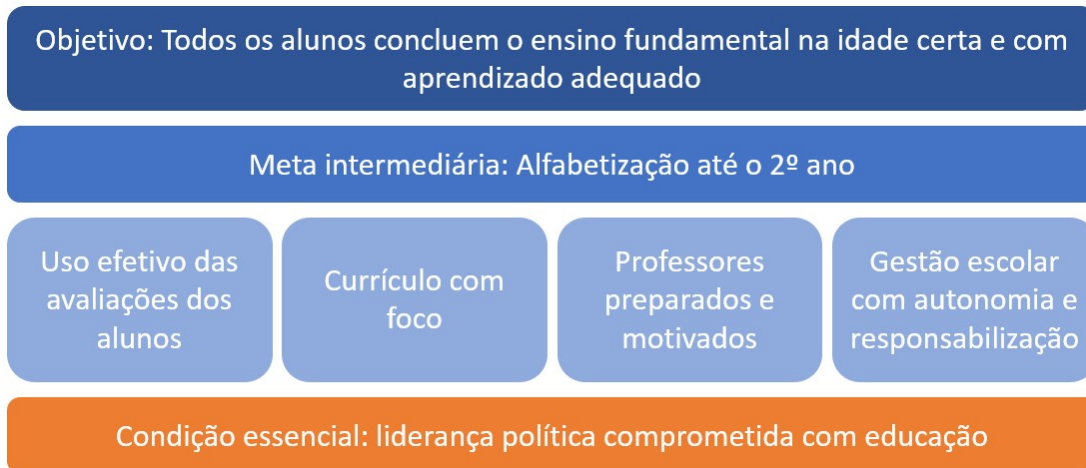 Objetivo: Todos os alunos concluem o ensino fundamental na idade certa e com
aprendizado adequado
Meta intermediária: Alfabetização até o 2º ano
Uso efetivo das
avaliações dos
alunos
Currículo com
foco
Professores
preparados e
motivados
Gestão escolar
com autonomia e
responsabilização
Condição essencial: liderança política comprometida com educação